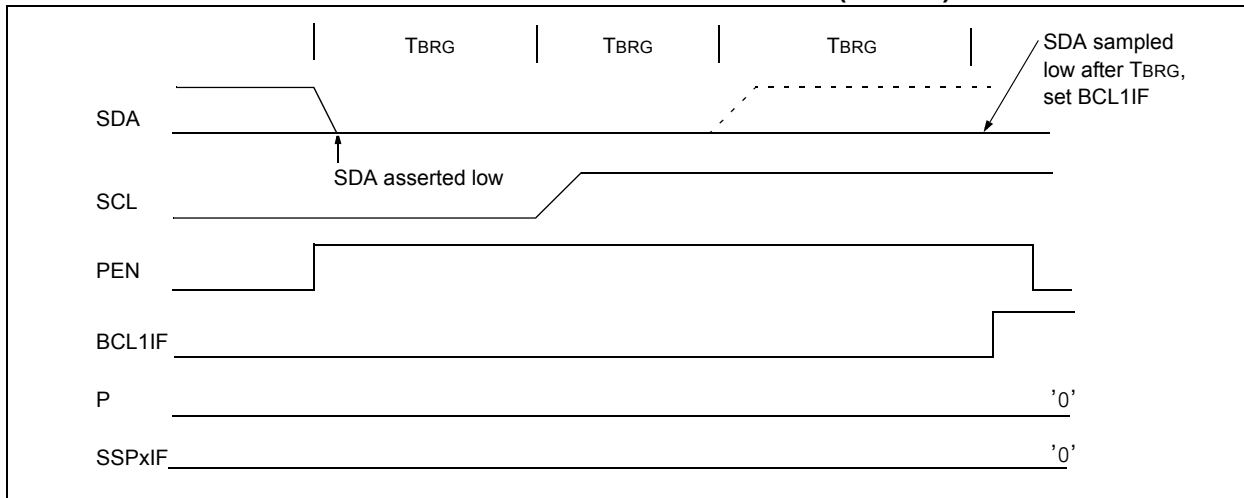 TBRG TBRG TBRG
SDA sampled
low after TBRG,
set BCL1IF
SDA
SDA asserted low
SCL
PEN
BCL1IF
P '0'
SSPxIF '0'